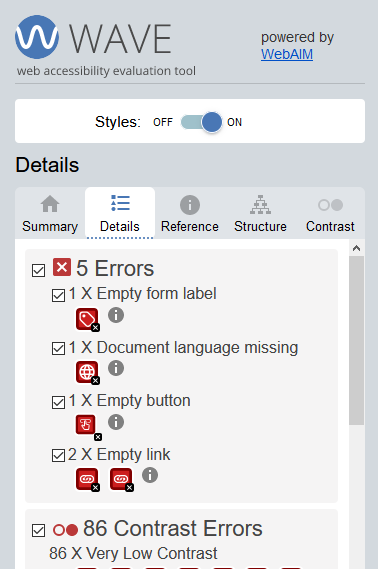 WAVE
web accessibility evaluation tool
powered by
WebAIM
Styles: OFF ON
Details
Summary Details Reference Structure Contrast
5 Errors
1 X Empty form label
1 X Document language missing
1 X Empty button
2 X Empty link
86 Contrast Errors
86 X Very Low Contrast